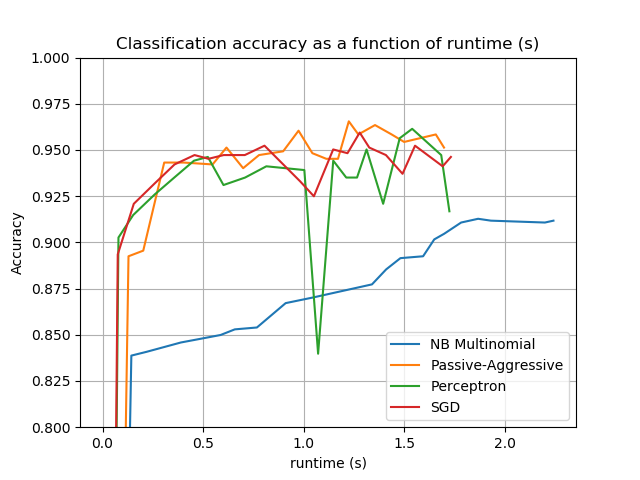 Classification accuracy as a function of runtime (s)
1.000
0.975
0.950
0.925
0.900
0.875
0.850
0.825
0.800
Accuracy
NB Multinomial
Passive-Aggressive
Perceptron
SGD
0.0 0.5 1.0 1.5 2.0
runtime (s)